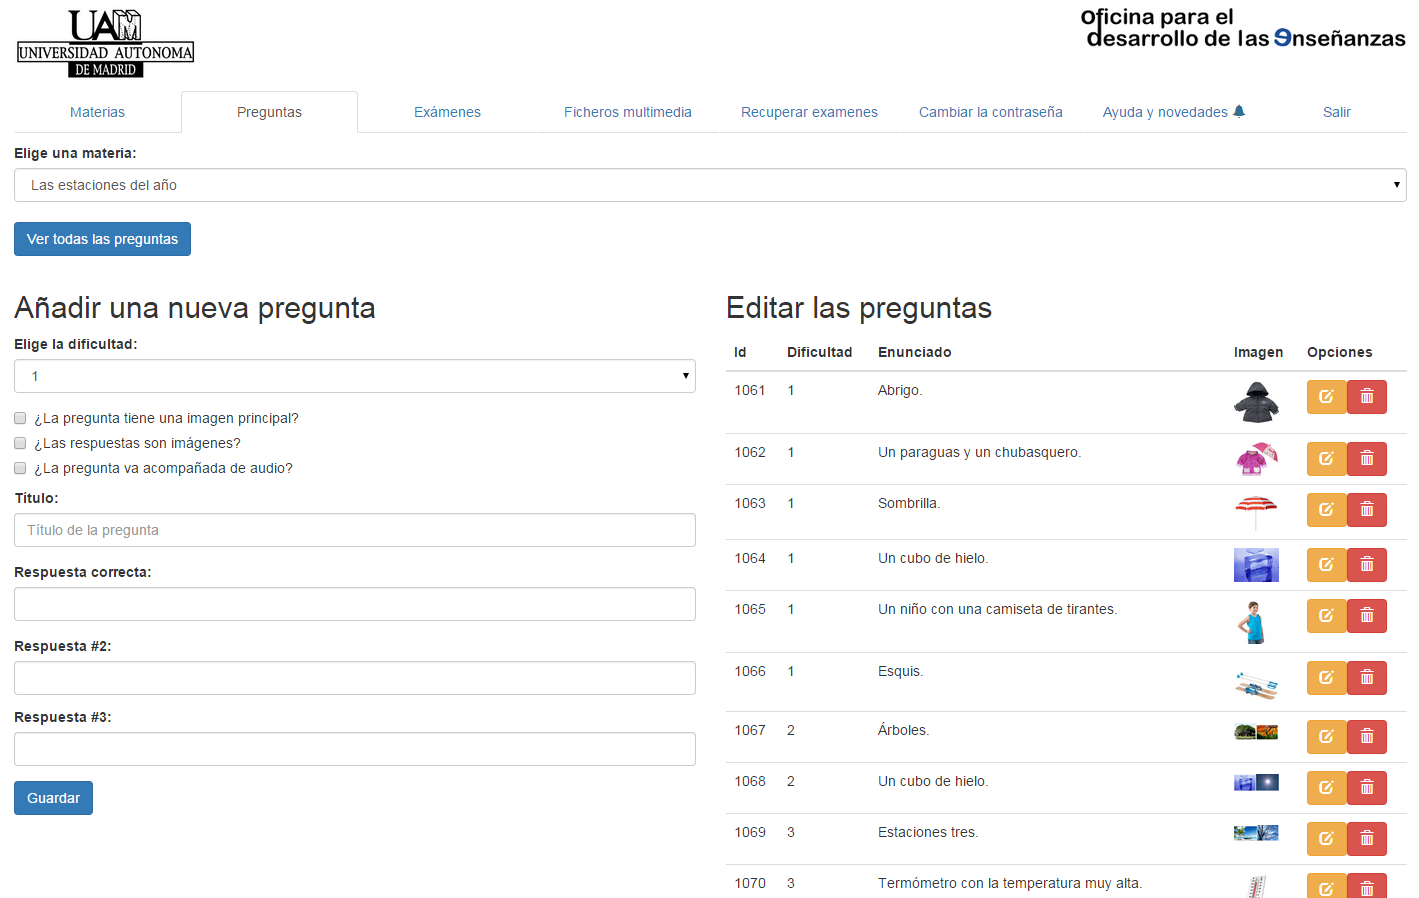 UAM
UNIVERSIDAD AUTONOMA
DE MADRID
oficina para el
desarrollo de las enseñanzas
Materias
Preguntas
Exámenes
Ficheros multimedia
Recuperar examenes
Cambiar la contraseña
Ayuda y novedades
Salir
Elige una materia:
Las estaciones del año
Ver todas las preguntas
Añadir una nueva pregunta
Elige la dificultad:
1
¿La pregunta tiene una imagen principal?
¿Las respuestas son imágenes?
¿La pregunta va acompañada de audio?
Título:
Título de la pregunta
Respuesta correcta:
Respuesta #2:
Respuesta #3:
Guardar
Editar las preguntas
Id Dificultad Enunciado Imagen Opciones
1061 1 Abrigo.
1062 1 Un paraguas y un chubasquero.
1063 1 Sombrilla.
1064 1 Un cubo de hielo.
1065 1 Un niño con una camiseta de tirantes.
1066 1 Esquis.
1067 2 Árboles.
1068 2 Un cubo de hielo.
1069 3 Estaciones tres.
1070 3 Termómetro con la temperatura muy alta.